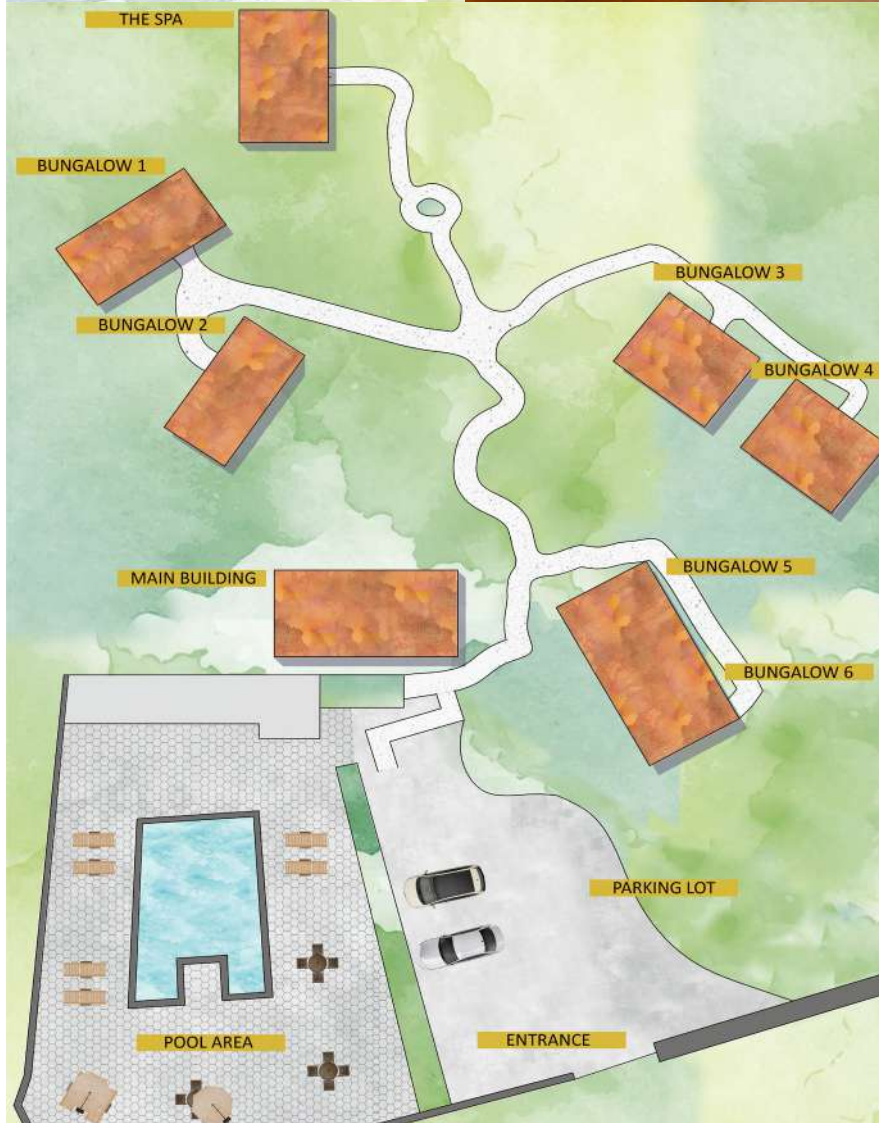 THE SPA
BUNGALOW 1
BUNGALOW 2
BUNGALOW 3
BUNGALOW 4
MAIN BUILDING
BUNGALOW 5
BUNGALOW 6
PARKING LOT
POOL AREA
ENTRANCE